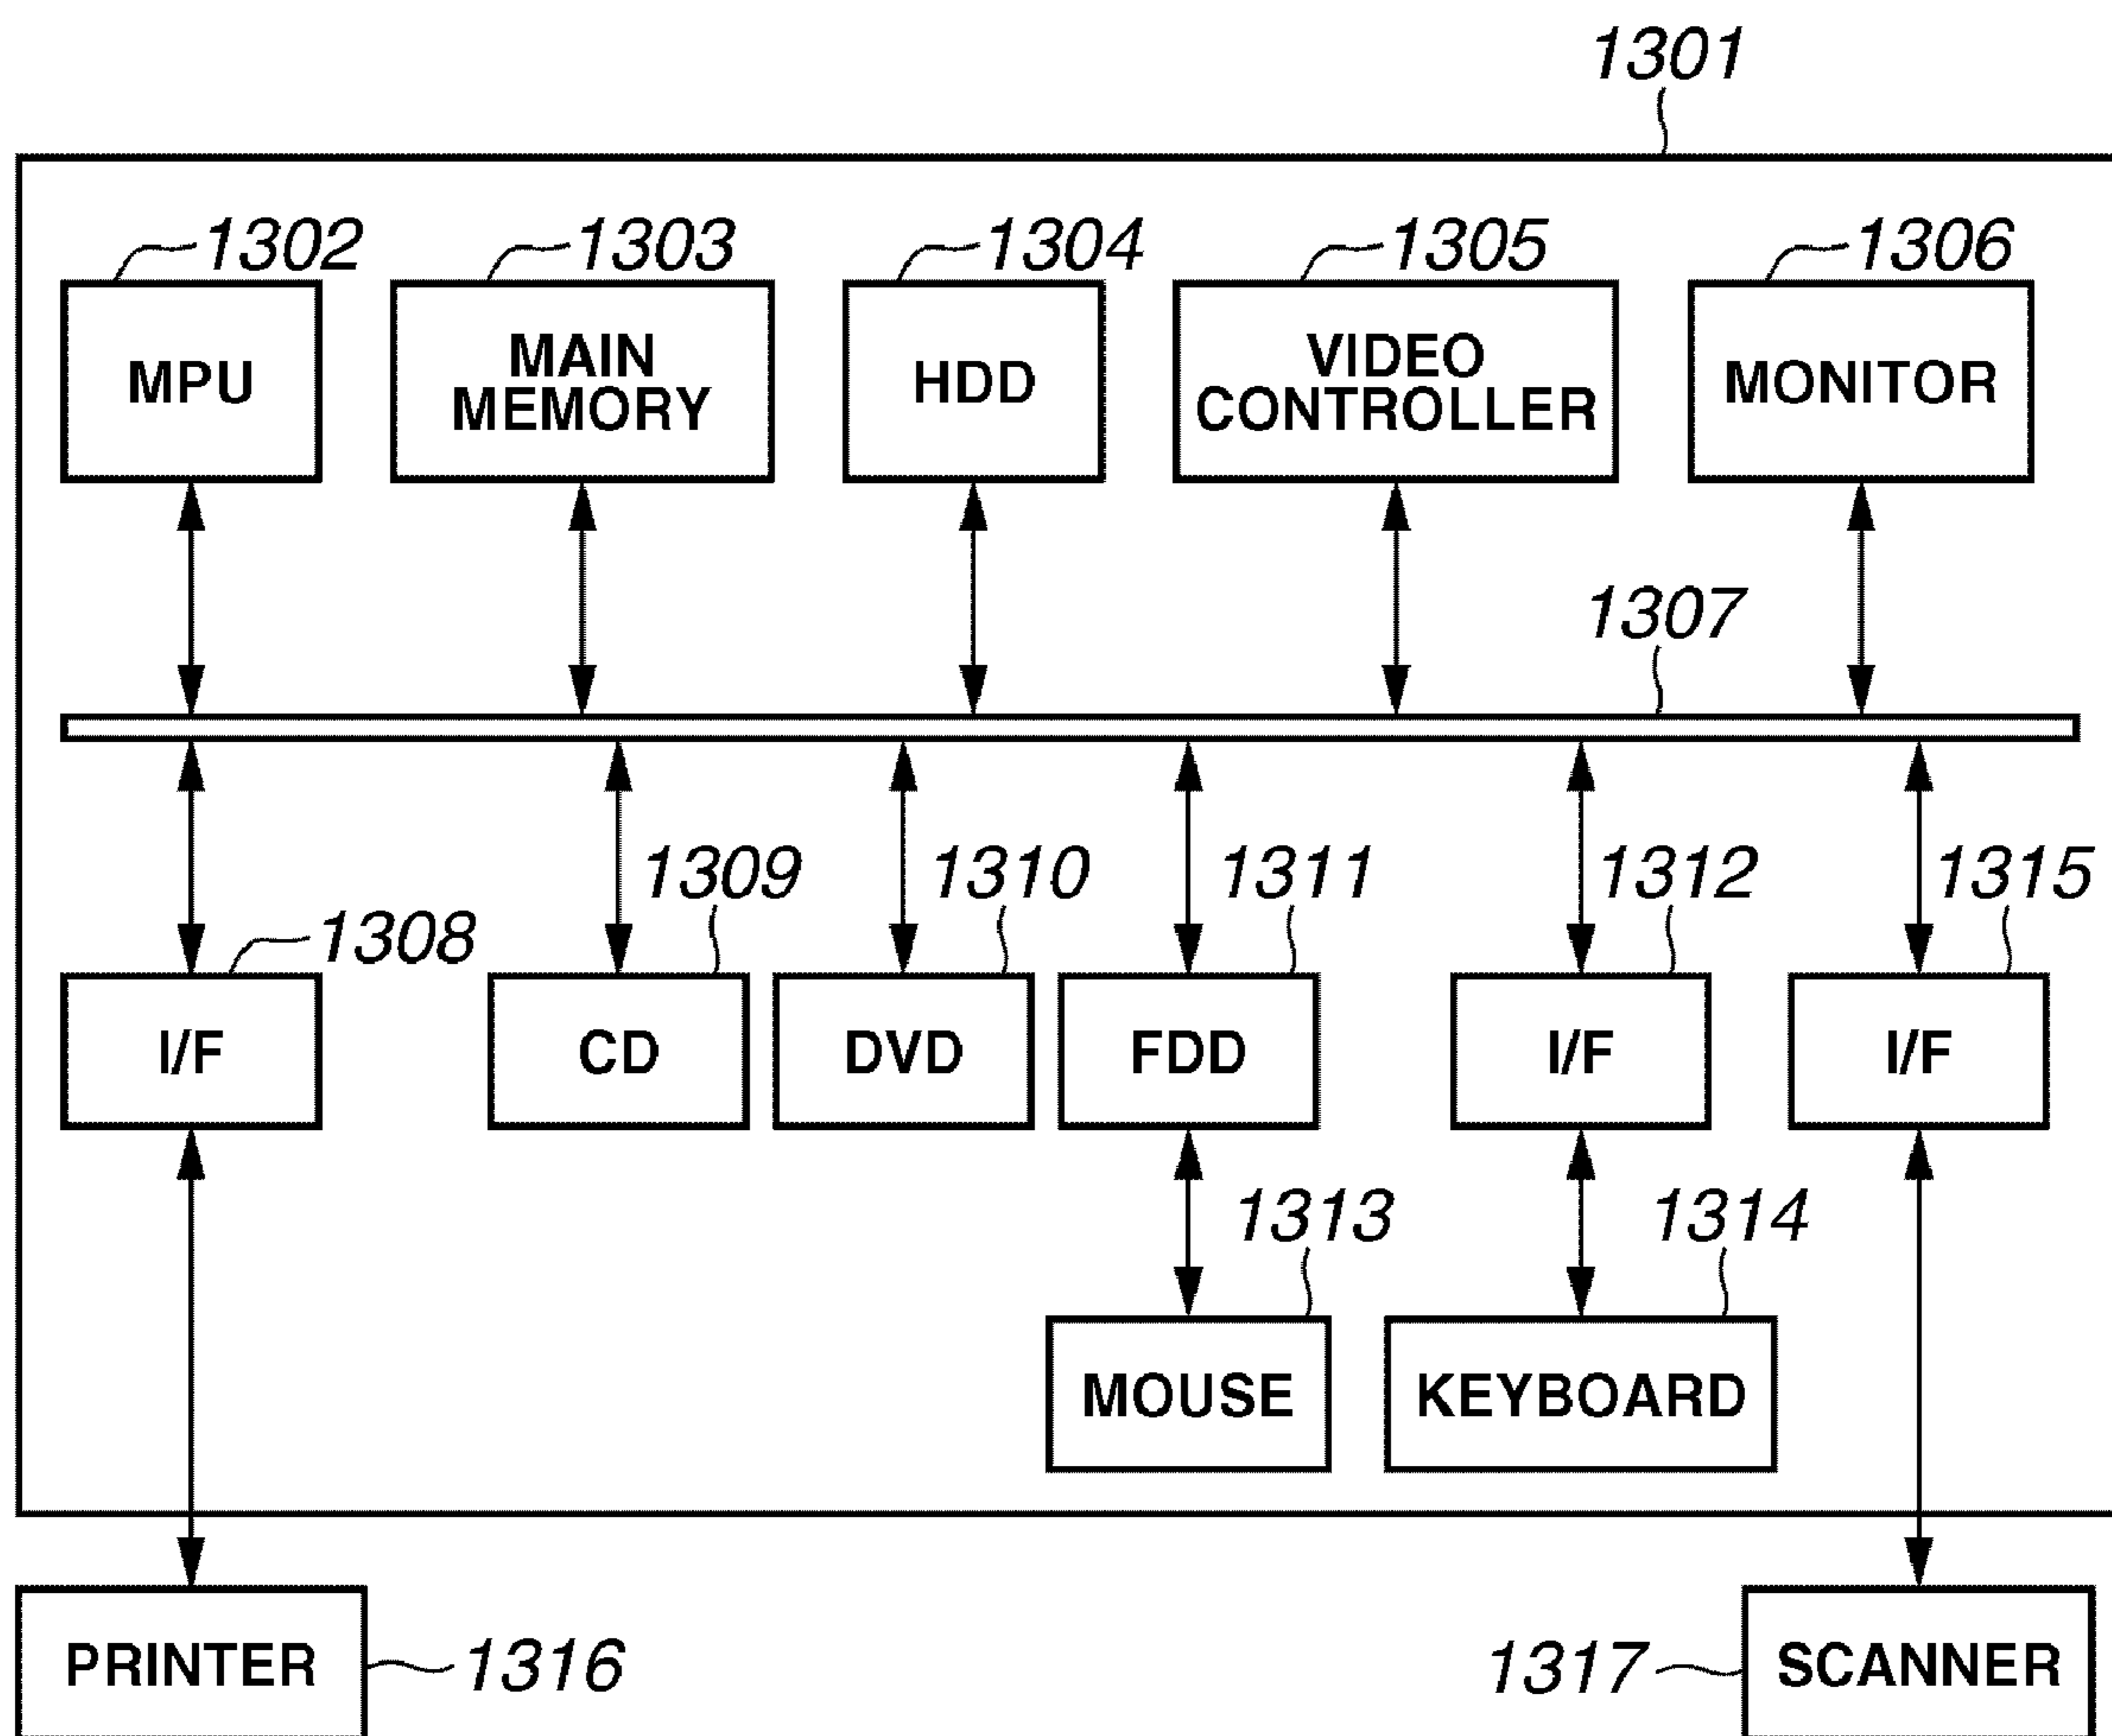 1301
1302
1303
1304
1305
1306
MPU
MAIN
MEMORY
HDD
VIDEO
CONTROLLER
MONITOR
1307
1308
1309
1310
1311
1312
1315
I/F
CD
DVD
FDD
I/F
I/F
1313
1314
MOUSE
KEYBOARD
PRINTER
1316
1317
SCANNER